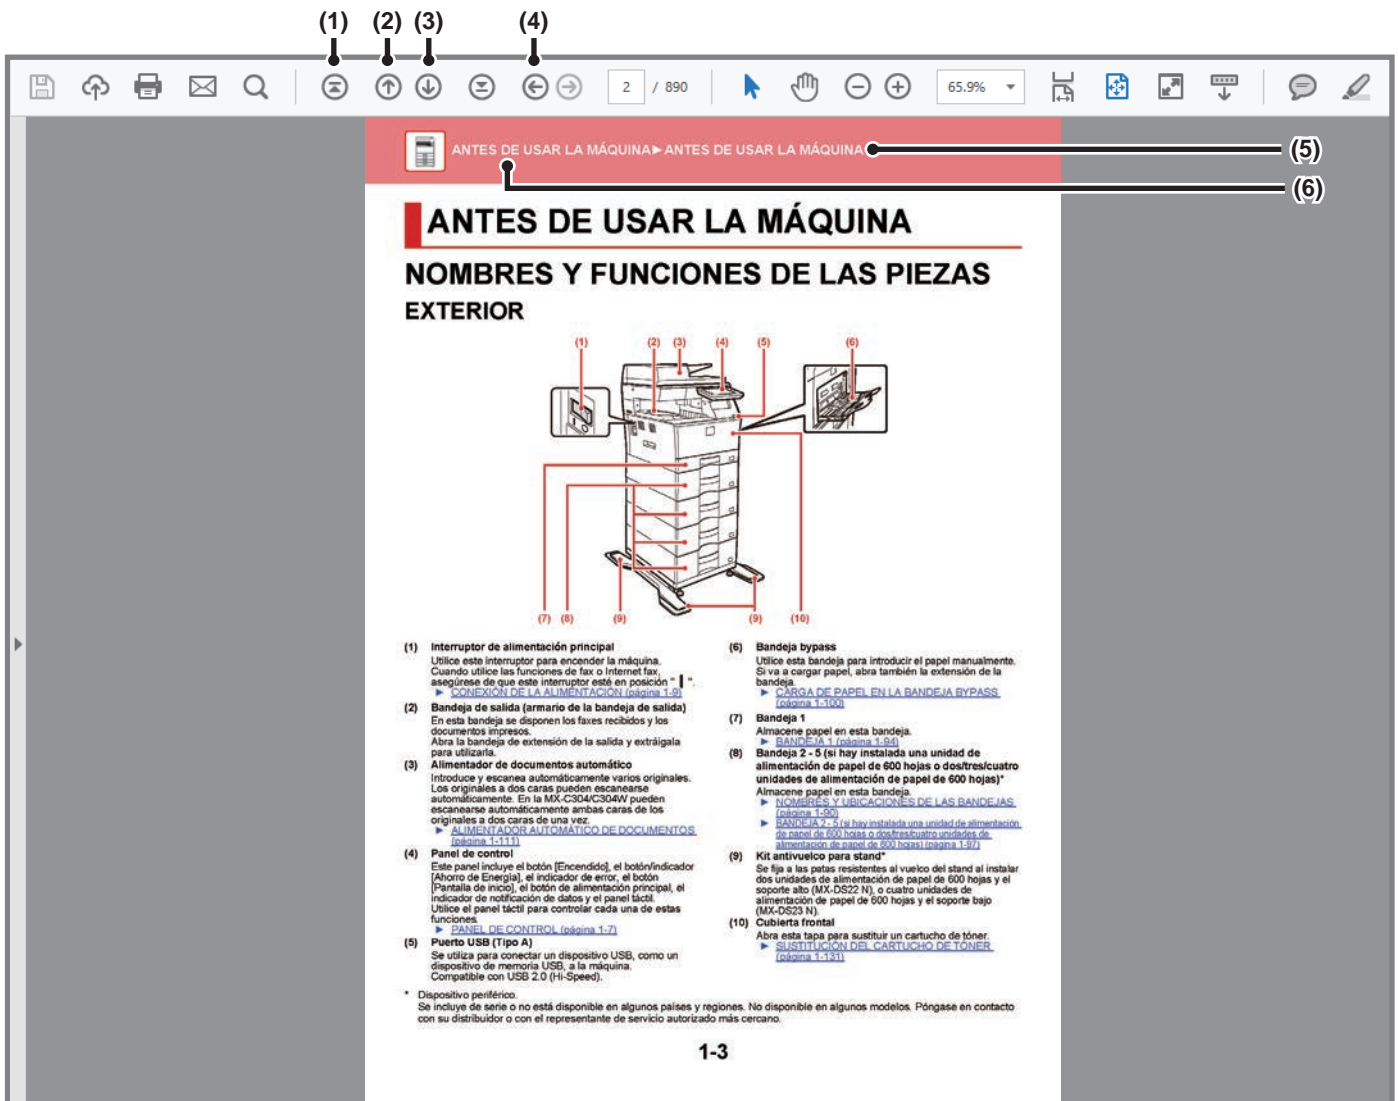 (1) (2) (3) (4)
2 / 890 65.9%
ANTES DE USAR LA MÁQUINA►ANTES DE USAR LA MÁQUINA
(5)
(6)
ANTES DE USAR LA MÁQUINA
NOMBRES Y FUNCIONES DE LAS PIEZAS
EXTERIOR
(1) (2) (3) (4) (5) (6)
(7) (8) (9) (9) (10)
(1) Interruptor de alimentación principal
Utilice este interruptor para encender la máquina.
Cuando utilice las funciones de fax o Internet fax,
asegúrese de que este interruptor esté en posición " | ".
► CONEXIÓN DE LA ALIMENTACIÓN (página 1-9)
(2) Bandeja de salida (armario de la bandeja de salida)
En esta bandeja se disponen los faxes recibidos y los
documentos impresos.
Abra la bandeja de extensión de la salida y extráigala
para utilizarla.
(3) Alimentador de documentos automático
Introduce y escanea automáticamente varios originales.
Los originales a dos caras pueden escanearse
automáticamente. En la MX-C304/C304W pueden
escanearse automáticamente ambas caras de los
originales a dos caras de una vez.
► ALIMENTADOR AUTOMÁTICO DE DOCUMENTOS
(página 1-111)
(4) Panel de control
Este panel incluye el botón [Encendido], el botón/indicador
[Ahorro de Energía], el indicador de error, el botón
[Pantalla de inicio], el botón de alimentación principal, el
indicador de notificación de datos y el panel táctil.
Utilice el panel táctil para controlar cada una de estas
funciones.
► PANEL DE CONTROL (página 1-7)
(5) Puerto USB (Tipo A)
Se utiliza para conectar un dispositivo USB, como un
dispositivo de memoria USB, a la máquina.
Compatible con USB 2.0 (Hi-Speed).
(6) Bandeja bypass
Utilice esta bandeja para introducir el papel manualmente.
Si va a cargar papel, abra también la extensión de la
bandeja.
► CARGA DE PAPEL EN LA BANDEJA BYPASS
(página 1-100)
(7) Bandeja 1
Almacene papel en esta bandeja.
► BANDEJA 1 (página 1-94)
(8) Bandeja 2 - 5 (si hay instalada una unidad de
alimentación de papel de 600 hojas o dos/tres/cuatro
unidades de alimentación de papel de 600 hojas)*
Almacene papel en esta bandeja.
► NOMBRES Y UBICACIONES DE LAS BANDEJAS
(página 1-90)
► BANDEJA 2 - 5 (si hay instalada una unidad de alimentación
de papel de 600 hojas o dos/tres/cuatro unidades de
alimentación de papel de 600 hojas) (página 1-97)
(9) Kit antivuelco para stand*
Se fija a las patas resistentes al vuelco del stand al instalar
dos unidades de alimentación de papel de 600 hojas y el
soporte alto (MX-DS22 N), o cuatro unidades de
alimentación de papel de 600 hojas y el soporte bajo
(MX-DS23 N).
(10) Cubierta frontal
Abra esta tapa para sustituir un cartucho de tóner.
► SUSTITUCIÓN DEL CARTUCHO DE TÓNER
(página 1-131)
* Dispositivo periférico.
Se incluye de serie o no está disponible en algunos países y regiones. No disponible en algunos modelos. Póngase en contacto
con su distribuidor o con el representante de servicio autorizado más cercano.
1-3